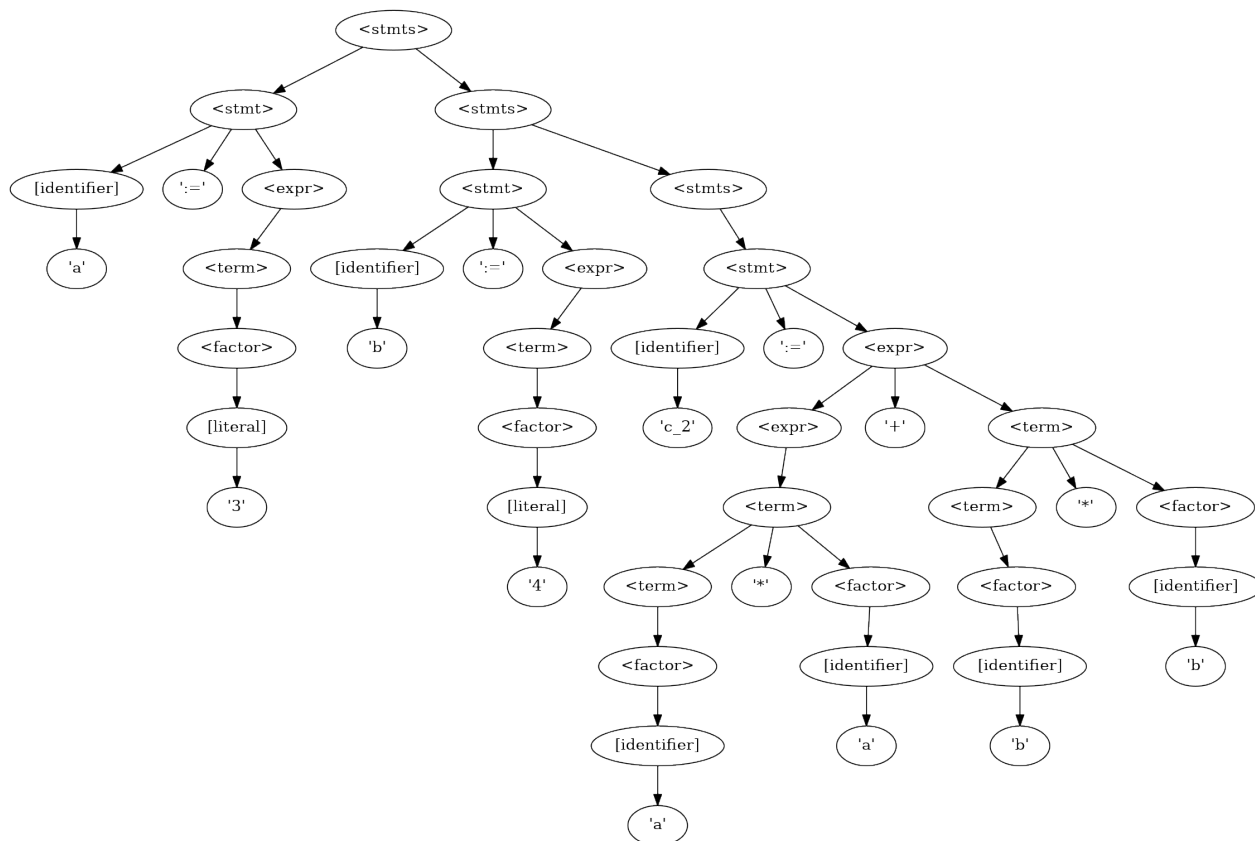 <stmts>
<stmt> <stmts>
[identifier] ':=' <expr> <stmt> <stmts>
'a' <term> [identifier] ':=' <expr> <stmt>
<factor> 'b' <term> [identifier] ':=' <expr>
[literal] <factor> 'c_2' <expr> '+' <term>
'3' [literal] <term> <term> '*' <factor>
'4' <term> '*' <factor> <factor> [identifier]
<factor> [identifier] [identifier] 'b'
[identifier] 'a' 'b'
'a'